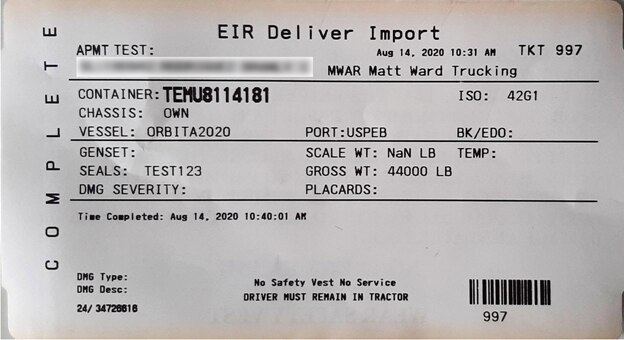 COMPLETE
EIR Deliver Import
APMT TEST: Aug 14, 2020 10:31 AM TKT 997
MWAR Matt Ward Trucking
CONTAINER: TEMU8114181 ISO: 42G1
CHASSIS: OWN
VESSEL: ORBITA2020 PORT:USPEB BK/EDO:
GENSET: SCALE WT: NaN LB TEMP:
SEALS: TEST123 GROSS WT: 44000 LB
DMG SEVERITY: PLACARDS:
Time Completed: Aug 14, 2020 10:40:01 AM
DMG Type: No Safety Vest No Service
DMG Desc: DRIVER MUST REMAIN IN TRACTOR
24/ 34726616
997